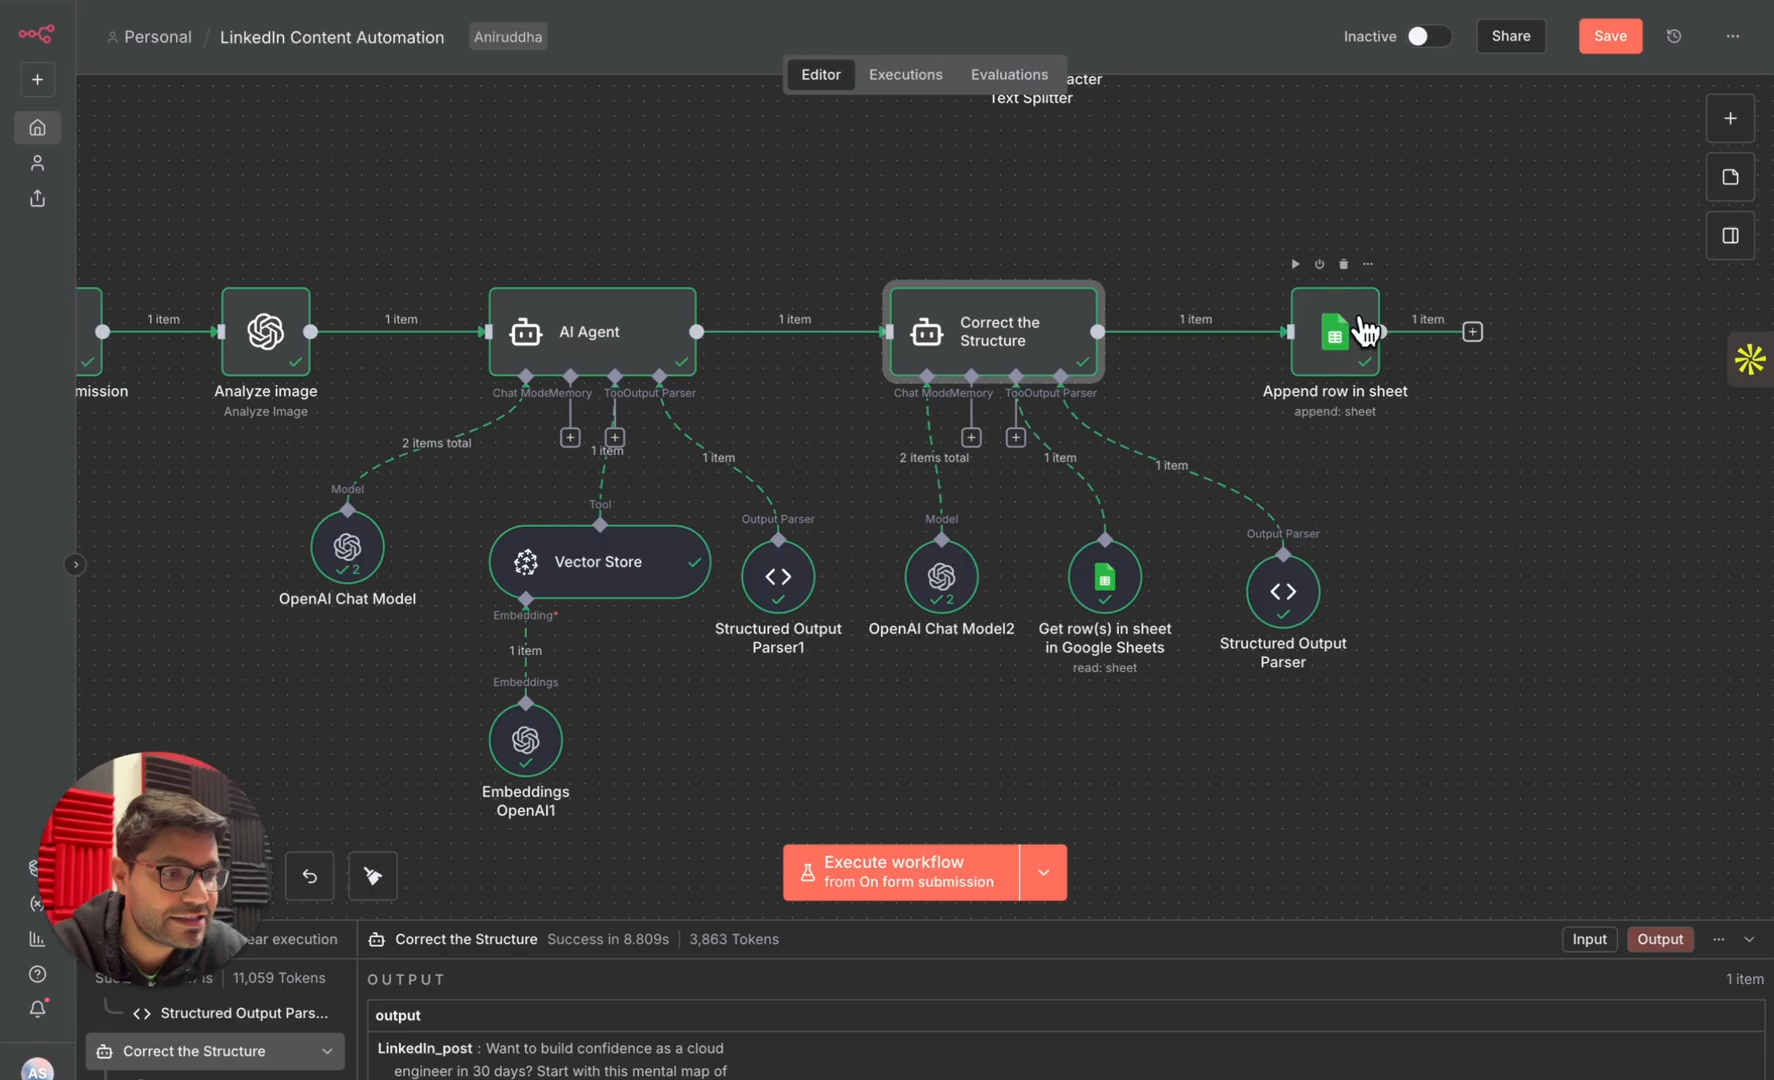 Personal / LinkedIn Content Automation Aniruddha
Inactive Share Save
Editor Executions Evaluations
acter
Text Splitter
1 item 1 item 1 item 1 item 1 item
AI Agent
Correct the
Structure
mission
Analyze image
Analyze Image
Append row in sheet
append: sheet
Chat Mode Memory Too Output Parser
Chat Mode Memory Too Output Parser
2 items total
1 item
1 item
2 items total
1 item
1 item
Model
Tool
Output Parser
Model
Output Parser
Vector Store
2
2
OpenAI Chat Model
Embedding*
Structured Output
Parser1
OpenAI Chat Model2
Get row(s) in sheet
in Google Sheets
read: sheet
Structured Output
Parser
1 item
Embeddings
Embeddings
OpenAI1
Execute workflow
from On form submission
ear execution
Correct the Structure Success in 8.809s 3,863 Tokens
Input Output
11,059 Tokens
OUTPUT
1 item
Structured Output Pars...
output
Correct the Structure
LinkedIn_post : Want to build confidence as a cloud
engineer in 30 days? Start with this mental map of
AS